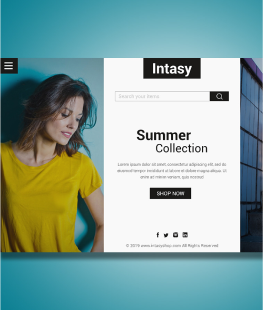 Intasy
Search your items
Summer
Collection
Lorem ipsum dolor sit amet, consectetur adipiscing elit, sed do
eiusmod tempor incididunt ut labore et dolore magna aliqua. Ut
enim ad minim veniam, quis nostrud
SHOP NOW
© 2016 www.intasyshop.com All Rights Reserved